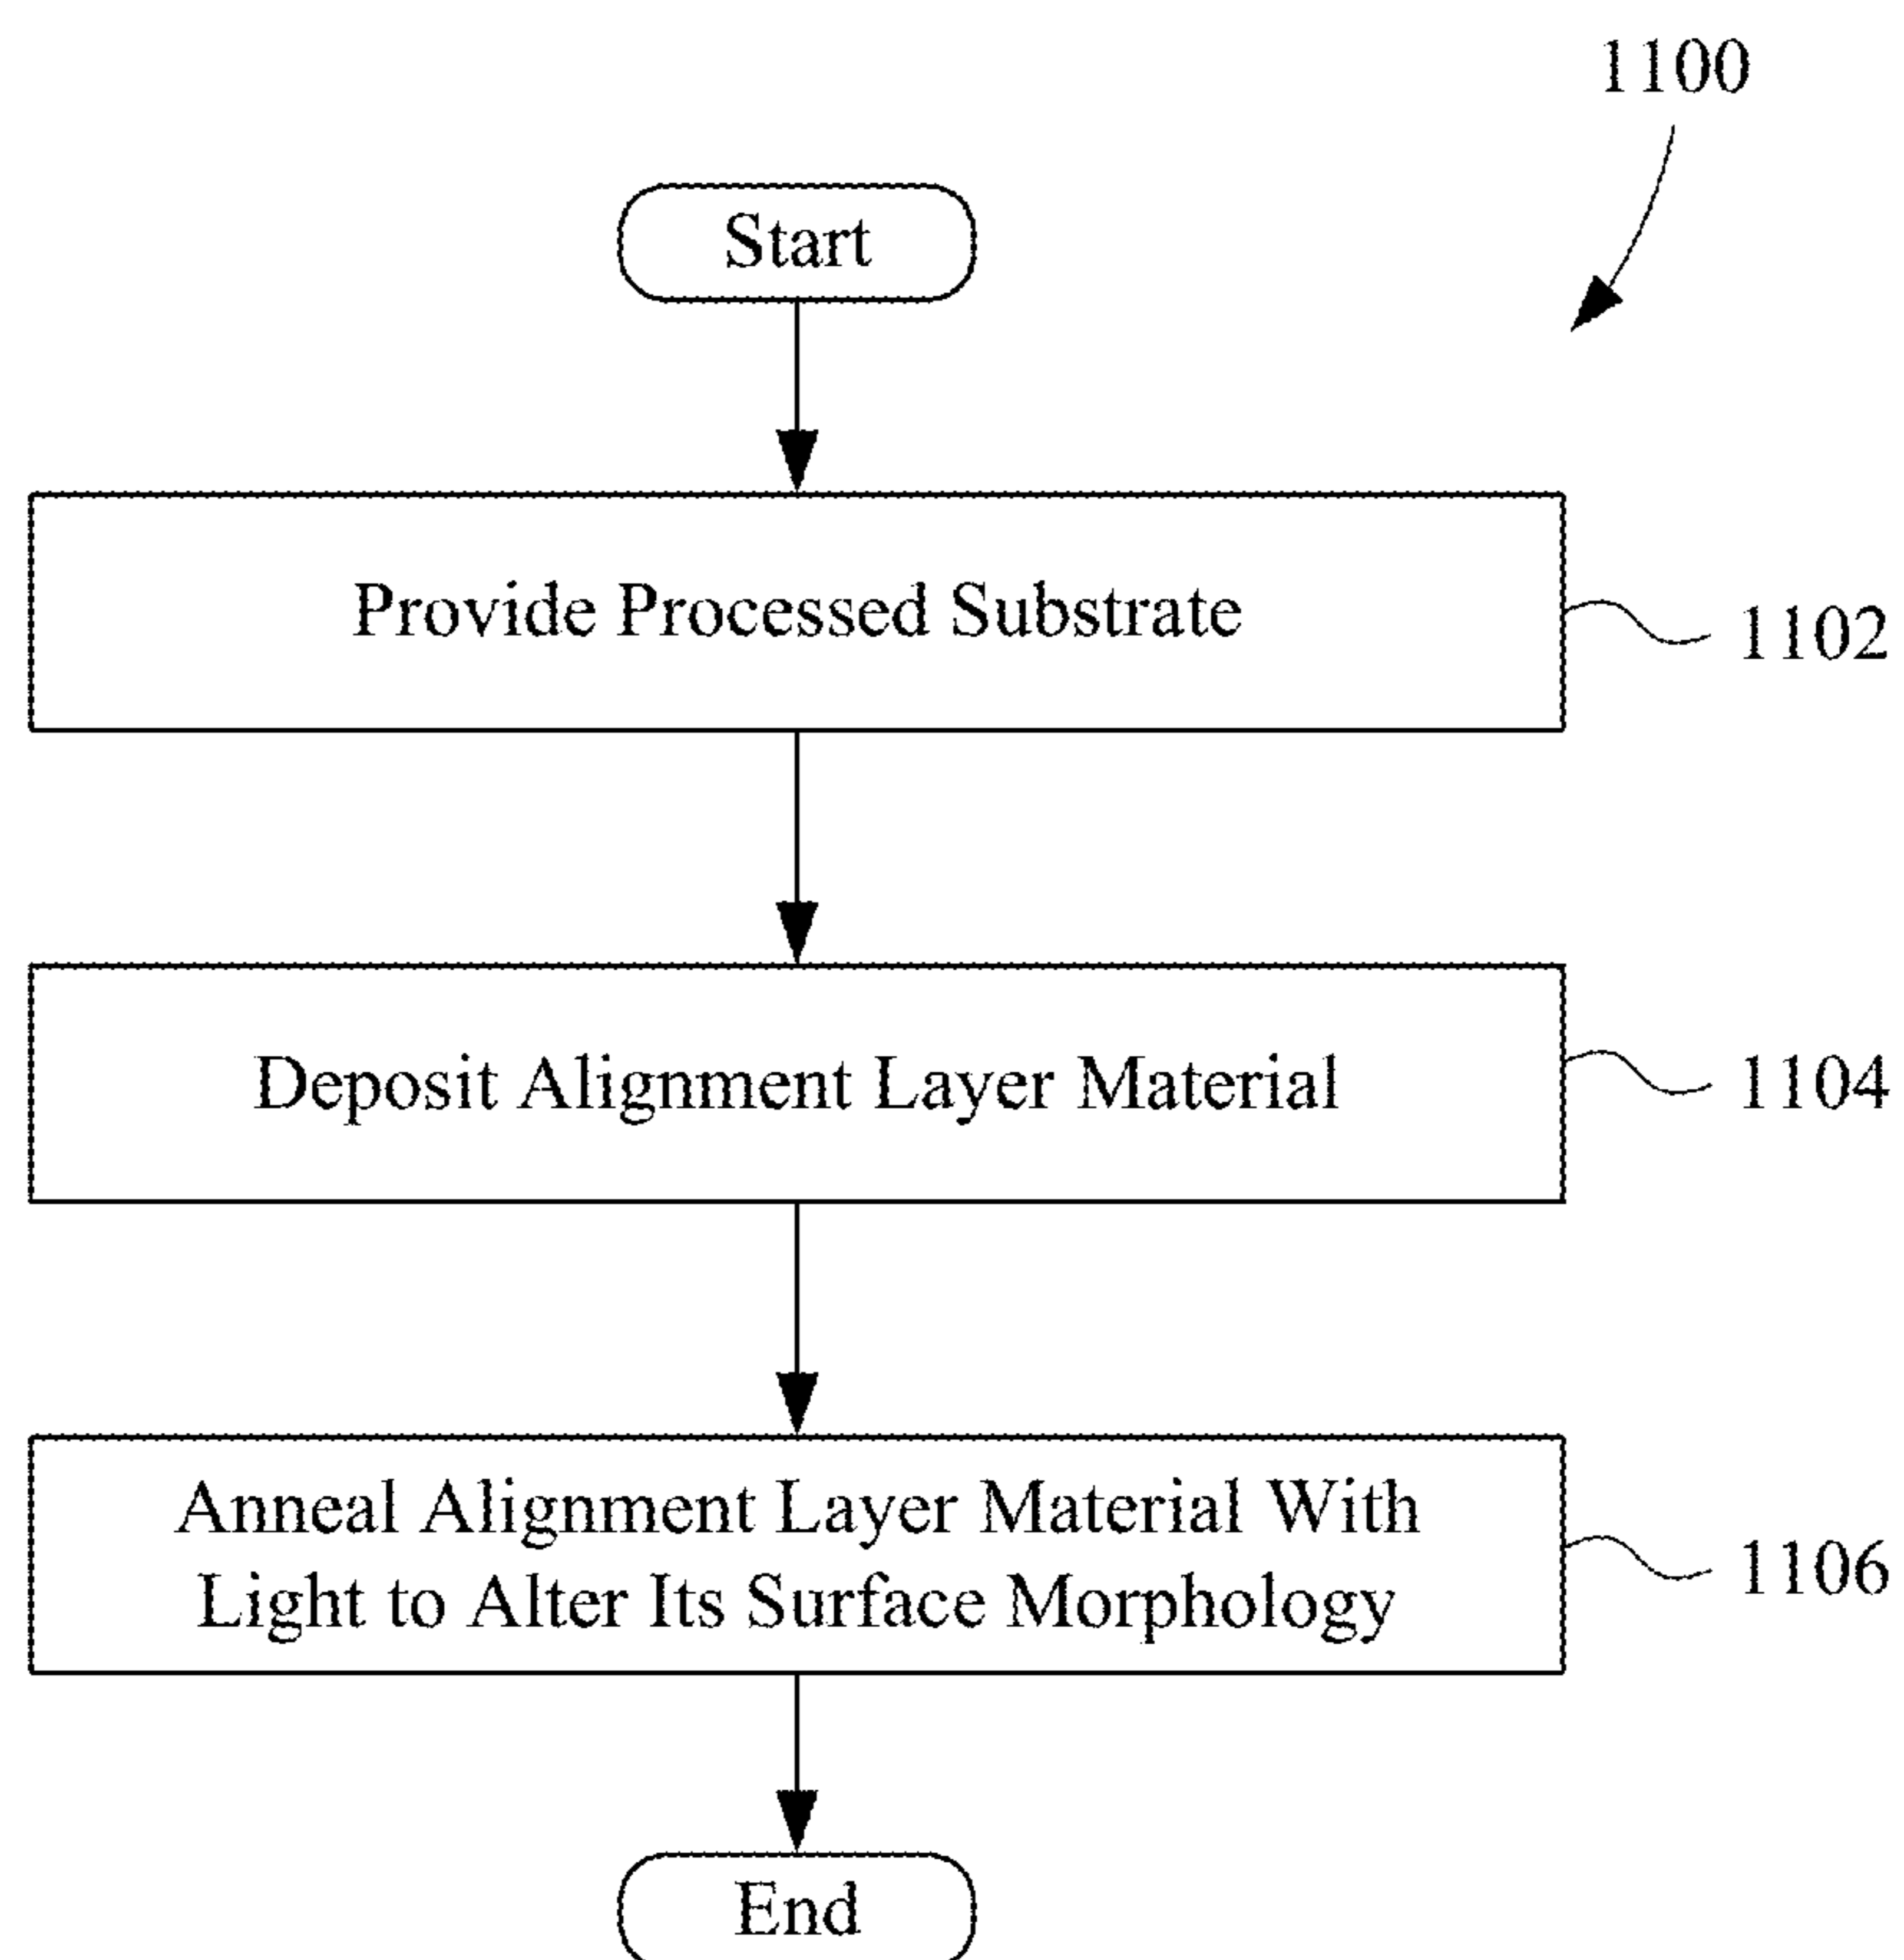 1100
Start
Provide Processed Substrate
1102
Deposit Alignment Layer Material
1104
Anneal Alignment Layer Material With
Light to Alter Its Surface Morphology
1106
End